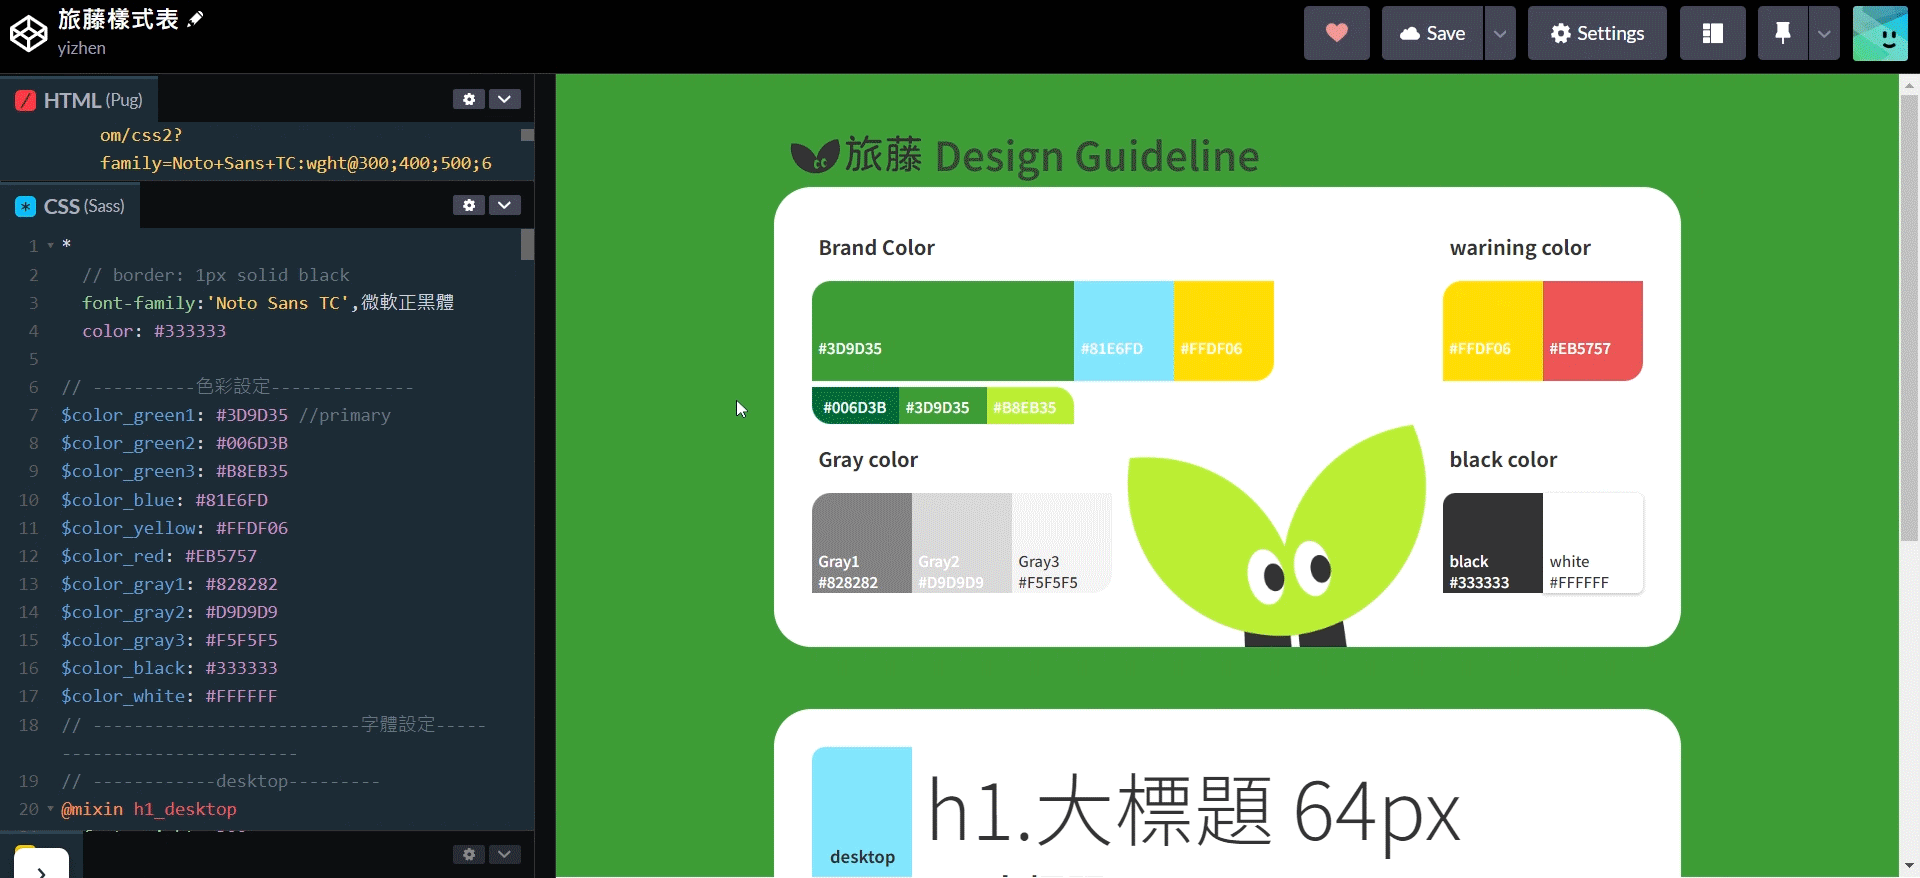 旅藤樣式表
yizhen
Save
Settings
HTML (Pug)
om/css2?
family=Noto+Sans+TC:wght@300;400;500;6
CSS (Sass)
1 *
2 // border: 1px solid black
3 font-family:'Noto Sans TC',微軟正黑體
4 color: #333333
5
6 // ----------色彩設定--------------
7 $color_green1: #3D9D35 //primary
8 $color_green2: #006D3B
9 $color_green3: #B8EB35
10 $color_blue: #81E6FD
11 $color_yellow: #FFDF06
12 $color_red: #EB5757
13 $color_gray1: #828282
14 $color_gray2: #D9D9D9
15 $color_gray3: #F5F5F5
16 $color_black: #333333
17 $color_white: #FFFFFF
18 // --------------------------字體設定-----
-----------------------
19 // ------------desktop---------
20 @mixin h1_desktop
旅藤 Design Guideline
Brand Color
#3D9D35
#81E6FD
#FFDF06
#006D3B
#3D9D35
#B8EB35
warining color
#FFDF06
#EB5757
Gray color
Gray1
#828282
Gray2
#D9D9D9
Gray3
#F5F5F5
black color
black
#333333
white
#FFFFFF
desktop
h1.大標題 64px